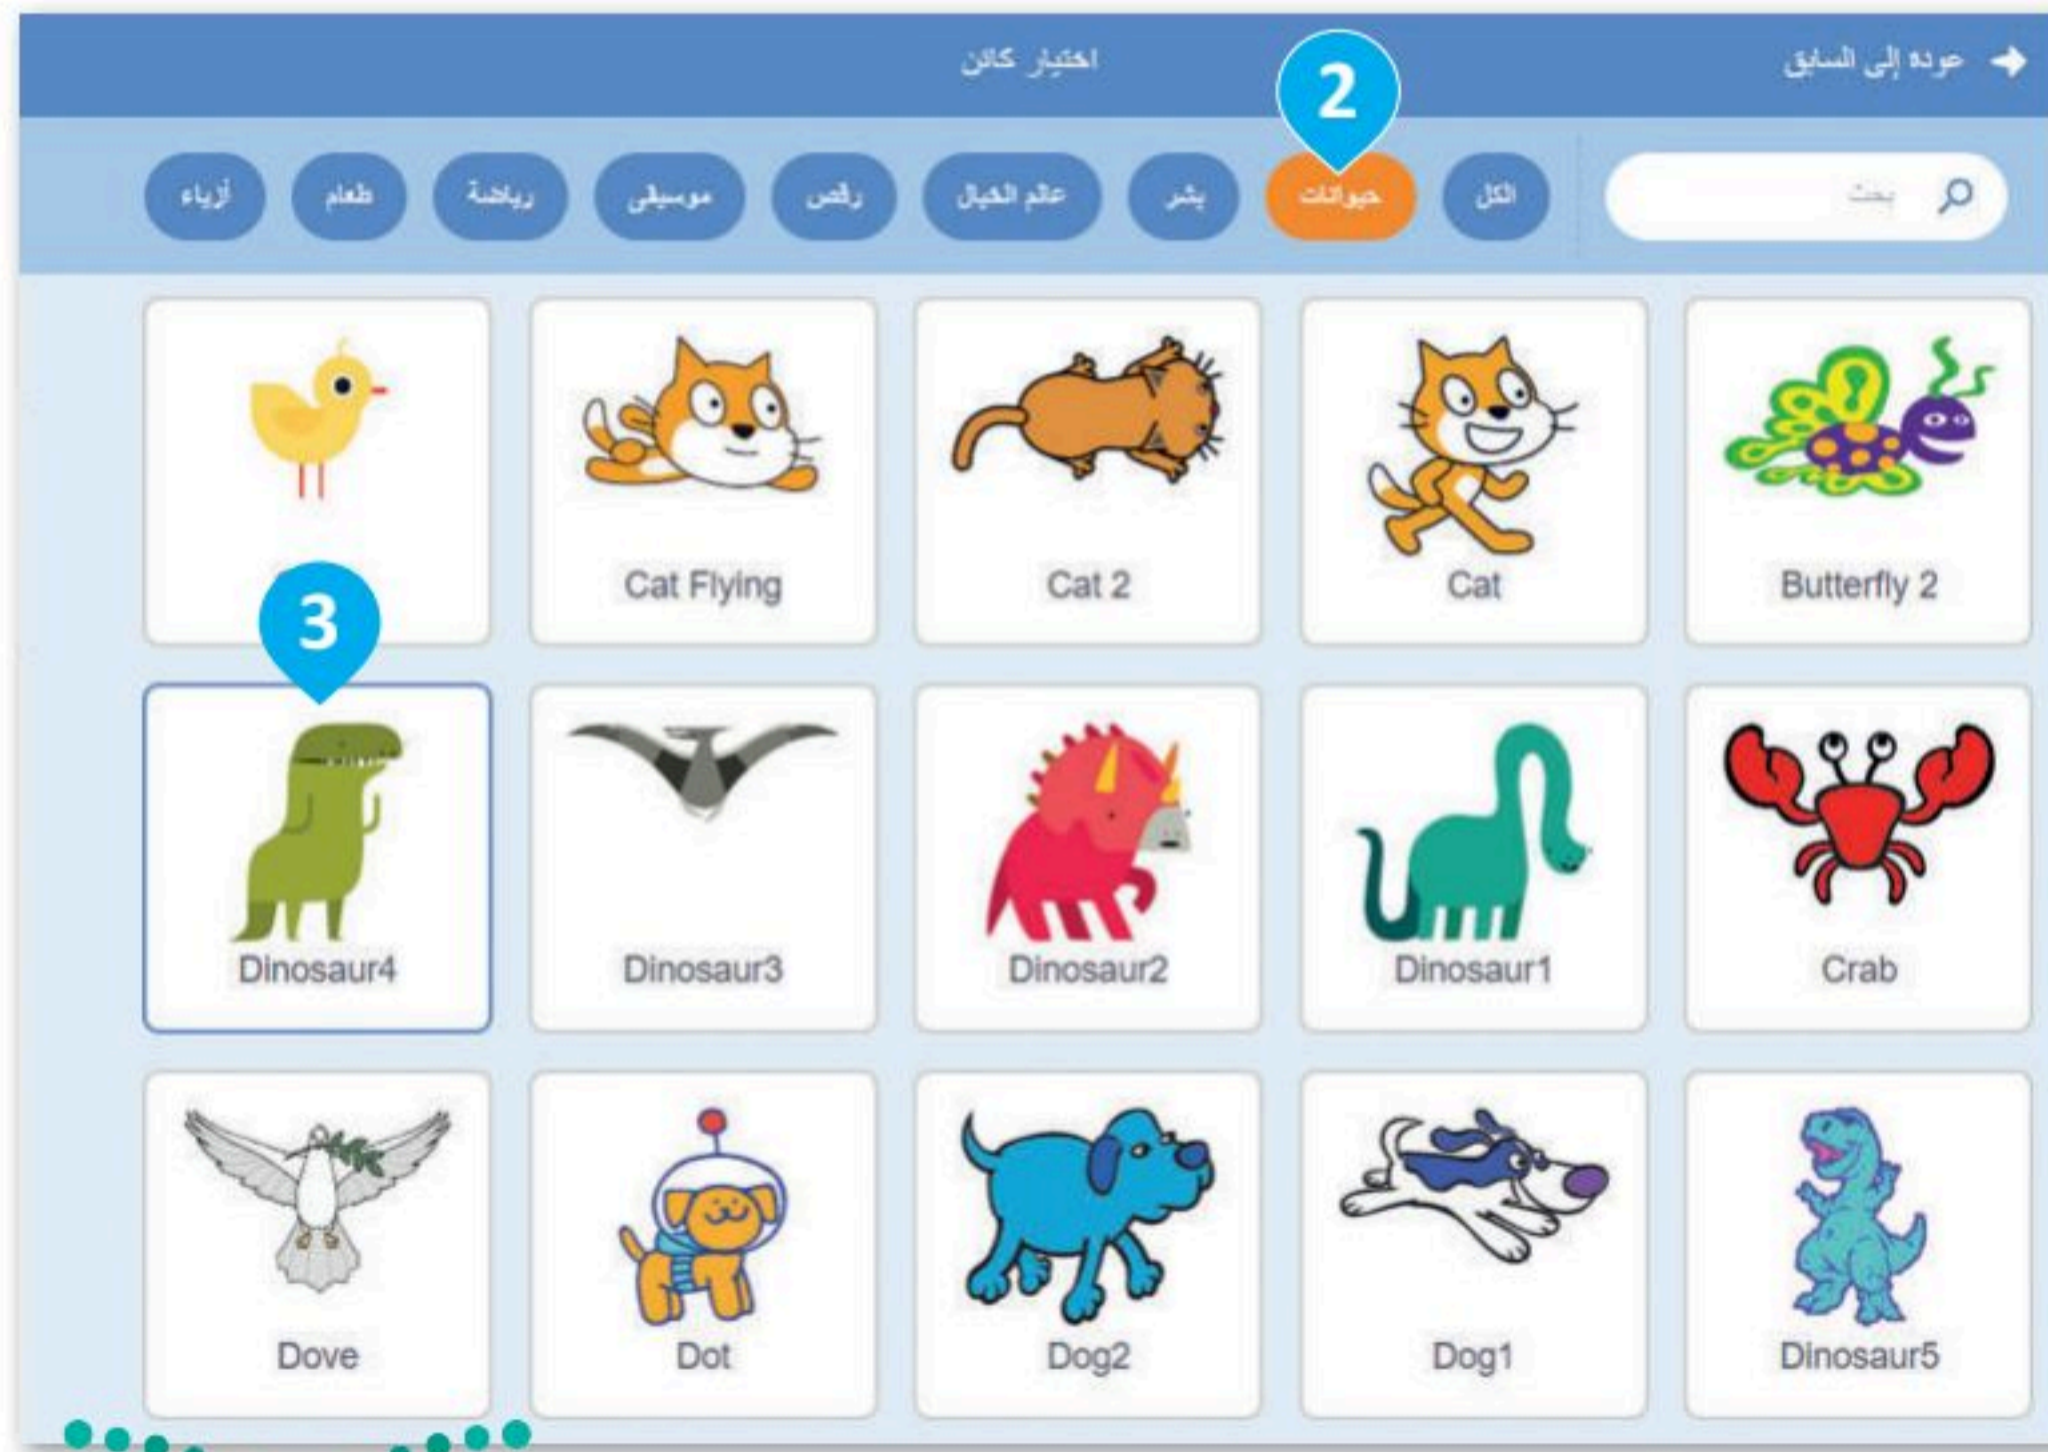 عوده إلى السابق
اختيار كائن
2
بحث
الكل
حيوانات
بشر
عالم الخيال
رقص
موسيقى
رياضة
طعام
أزياء
Butterfly 2
Cat
Cat 2
Cat Flying
3
Crab
Dinosaur1
Dinosaur2
Dinosaur3
Dinosaur4
Dinosaur5
Dog1
Dog2
Dot
Dove